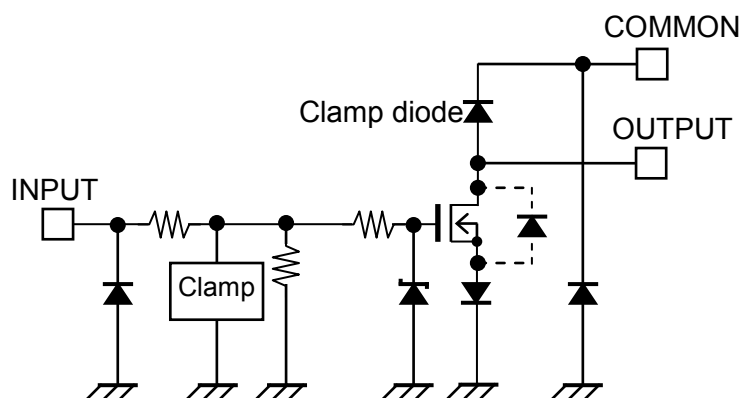 COMMON
Clamp diode
OUTPUT
INPUT
Clamp